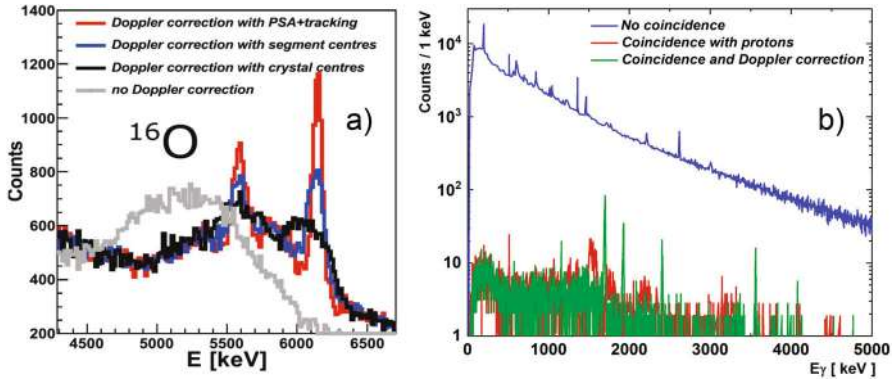 1400
1200
1000
800
600
400
200
Counts
Doppler correction with PSA+tracking
Doppler correction with segment centres
Doppler correction with crystal centres
no Doppler correction
¹⁶O
a)
4500
5000
5500
6000
6500
E [keV]
Counts / 1 keV
10⁴
10³
10²
10
1
No coincidence
Coincidence with protons
Coincidence and Doppler correction
b)
0
1000
2000
3000
4000
5000
Eγ [ keV ]